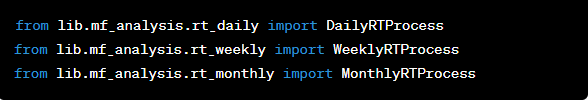 from lib.mf_analysis.rt_daily import DailyRTProcess
from lib.mf_analysis.rt_weekly import WeeklyRTProcess
from lib.mf_analysis.rt_monthly import MonthlyRTProcess